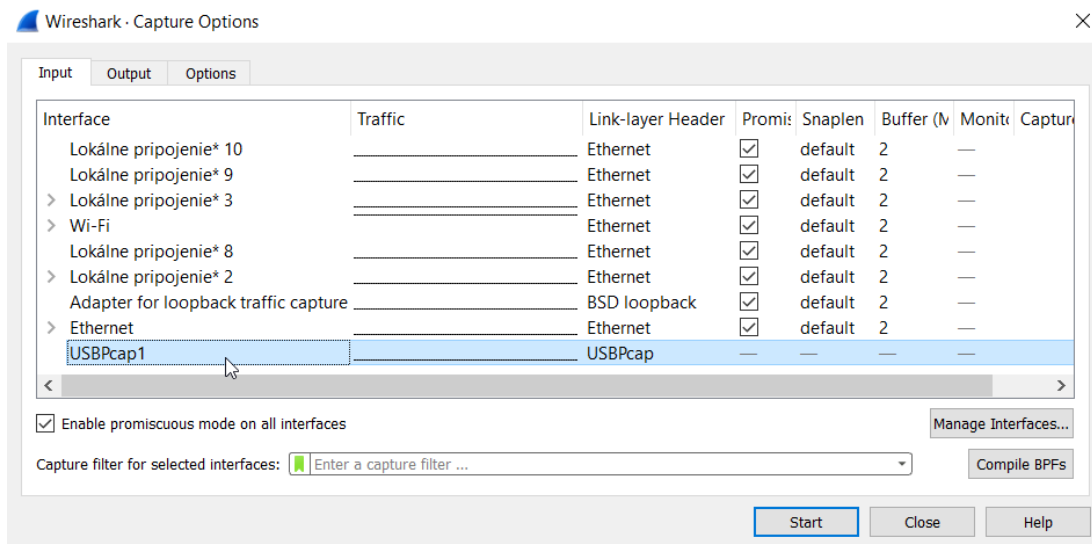 Wireshark · Capture Options
Input Output Options
Interface Traffic Link-layer Header Promis Snaplen Buffer (M Monito Capture
Lokálne pripojenie* 10 Ethernet default 2 —
Lokálne pripojenie* 9 Ethernet default 2 —
Lokálne pripojenie* 3 Ethernet default 2 —
Wi-Fi Ethernet default 2 —
Lokálne pripojenie* 8 Ethernet default 2 —
Lokálne pripojenie* 2 Ethernet default 2 —
Adapter for loopback traffic capture BSD loopback default 2 —
Ethernet Ethernet default 2 —
USBPcap1 USBPcap — — — —
Enable promiscuous mode on all interfaces Manage Interfaces...
Capture filter for selected interfaces: Enter a capture filter ... Compile BPFs
Start Close Help